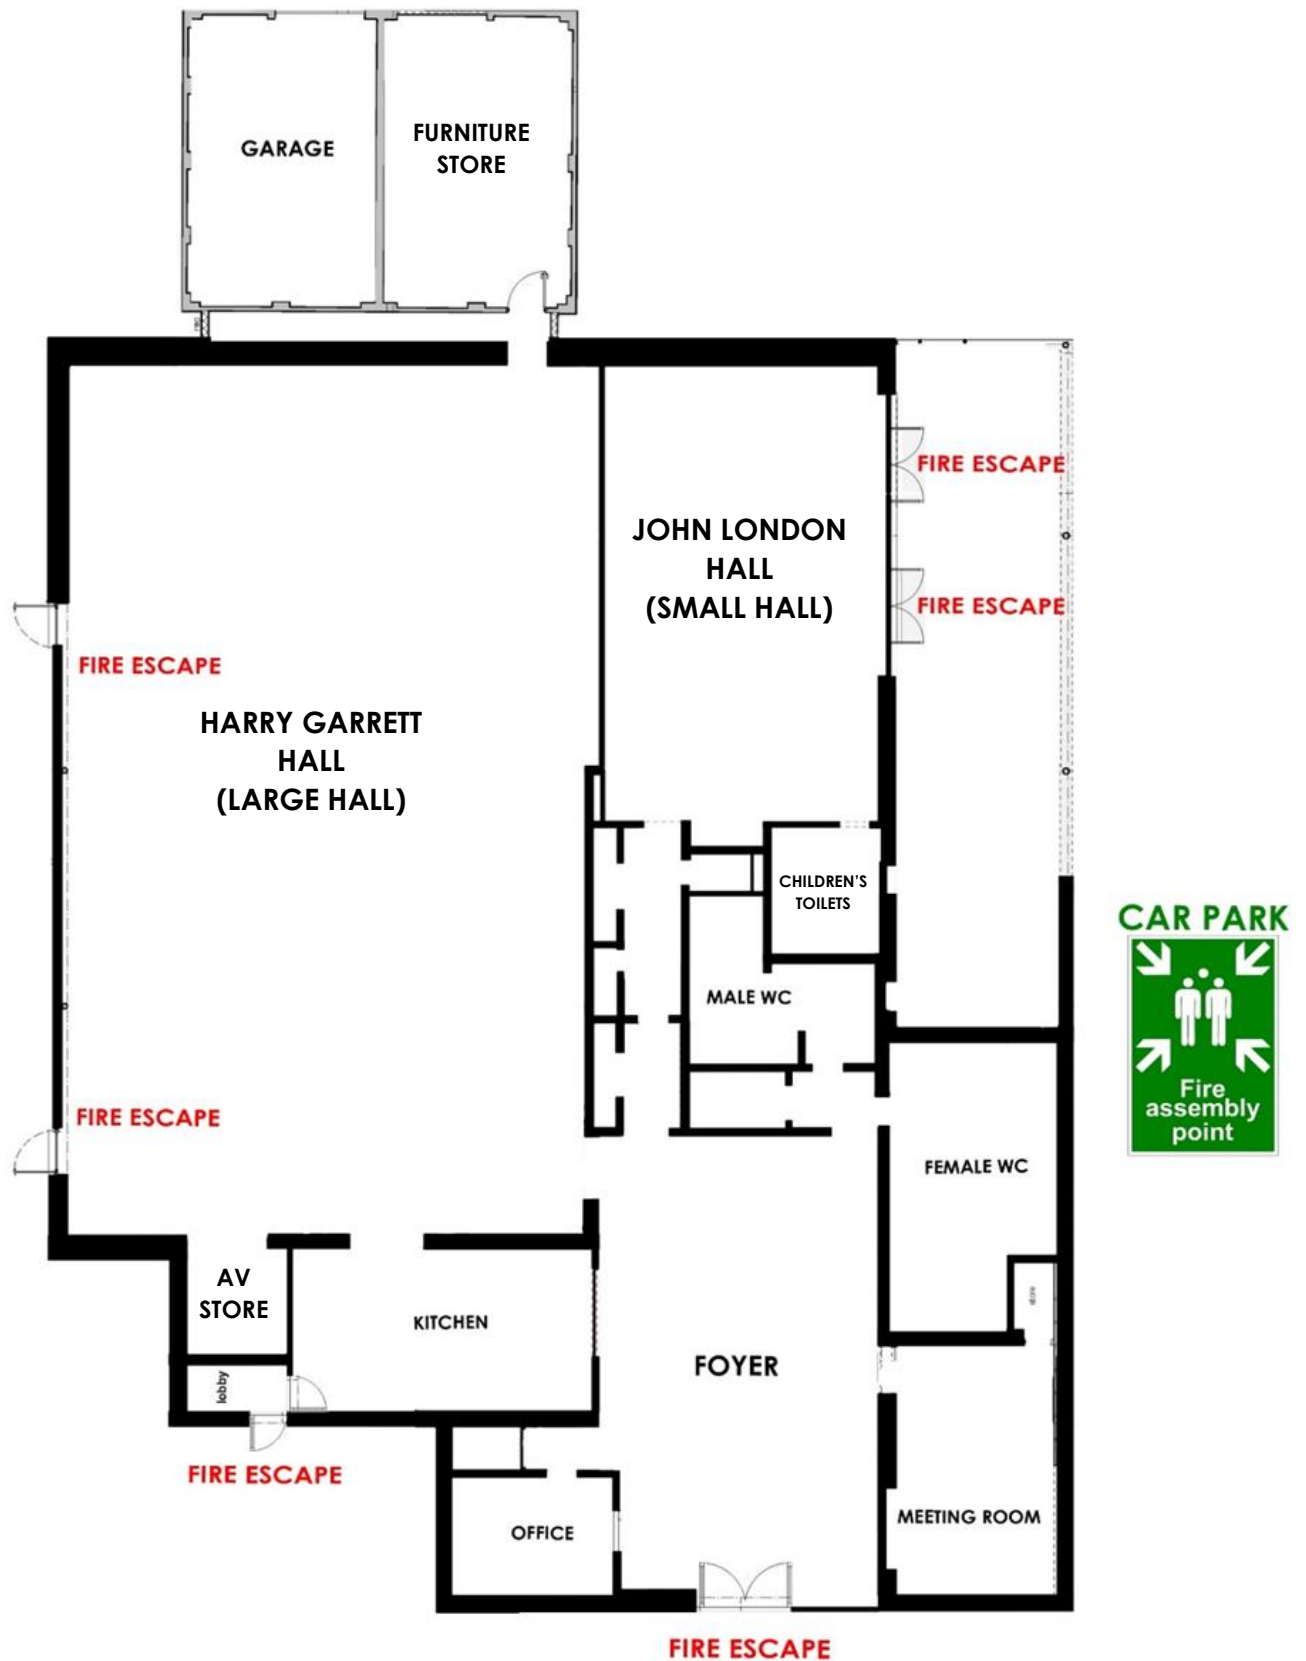 GARAGE
FURNITURE
STORE
FIRE ESCAPE
JOHN LONDON
HALL
(SMALL HALL)
FIRE ESCAPE
FIRE ESCAPE
HARRY GARRETT
HALL
(LARGE HALL)
CHILDREN'S
TOILETS
CAR PARK
MALE WC
Fire
assembly
point
FIRE ESCAPE
FEMALE WC
AV
STORE
store
KITCHEN
FOYER
lobby
FIRE ESCAPE
MEETING ROOM
OFFICE
FIRE ESCAPE